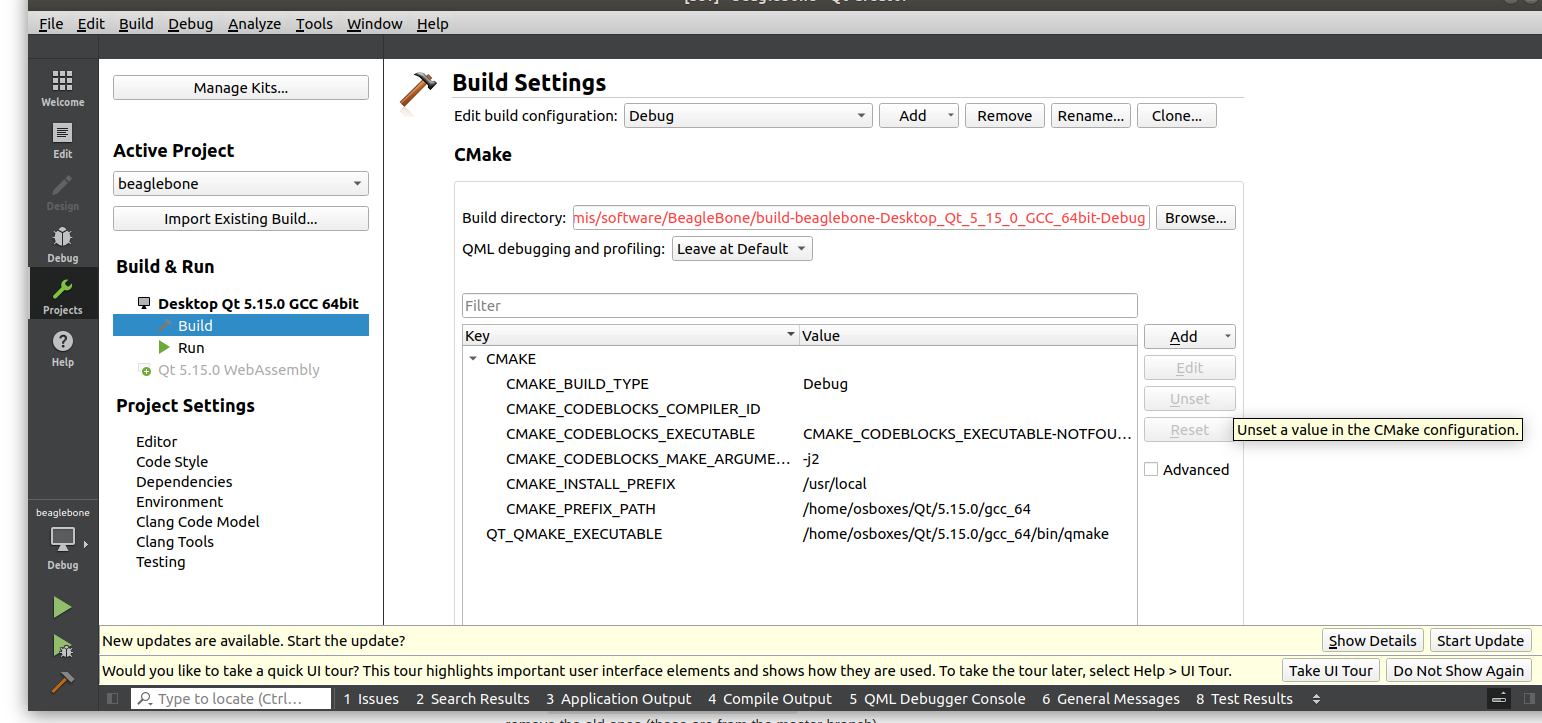 File Edit Build Debug Analyze Tools Window Help
Welcome
Edit
Design
Debug
Projects
Help
beaglebone
Debug
Manage Kits...
Active Project
beaglebone
Import Existing Build...
Build & Run
Desktop Qt 5.15.0 GCC 64bit
Build
Run
Qt 5.15.0 WebAssembly
Project Settings
Editor
Code Style
Dependencies
Environment
Clang Code Model
Clang Tools
Testing
Build Settings
Edit build configuration: Debug Add Remove Rename... Clone...
CMake
Build directory: mis/software/BeagleBone/build-beaglebone-Desktop_Qt_5_15_0_GCC_64bit-Debug Browse...
QML debugging and profiling: Leave at Default
Filter
Key Value
CMAKE
CMAKE_BUILD_TYPE Debug
CMAKE_CODEBLOCKS_COMPILER_ID
CMAKE_CODEBLOCKS_EXECUTABLE CMAKE_CODEBLOCKS_EXECUTABLE-NOTFOU...
CMAKE_CODEBLOCKS_MAKE_ARGUME... -j2
CMAKE_INSTALL_PREFIX /usr/local
CMAKE_PREFIX_PATH /home/osboxes/Qt/5.15.0/gcc_64
QT_QMAKE_EXECUTABLE /home/osboxes/Qt/5.15.0/gcc_64/bin/qmake
Add
Edit
Unset
Reset
Unset a value in the CMake configuration.
Advanced
New updates are available. Start the update? Show Details Start Update
Would you like to take a quick UI tour? This tour highlights important user interface elements and shows how they are used. To take the tour later, select Help > UI Tour. Take UI Tour Do Not Show Again
Type to locate (Ctrl... 1 Issues 2 Search Results 3 Application Output 4 Compile Output 5 QML Debugger Console 6 General Messages 8 Test Results